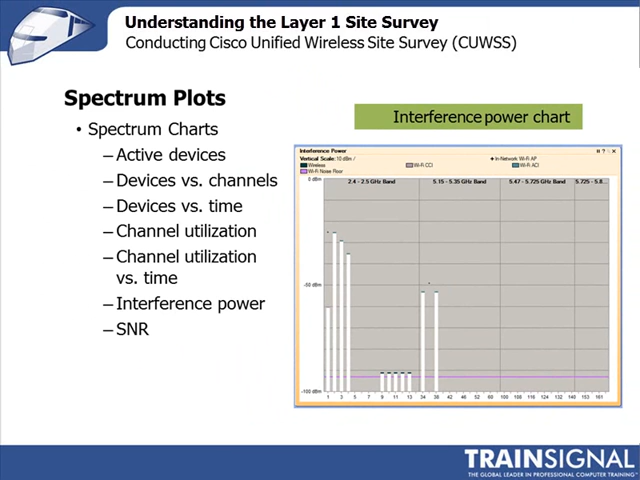 Understanding the Layer 1 Site Survey
Conducting Cisco Unified Wireless Site Survey (CUWSS)
Spectrum Plots
• Spectrum Charts
– Active devices
– Devices vs. channels
– Devices vs. time
– Channel utilization
– Channel utilization
vs. time
– Interference power
– SNR
Interference power chart
Interference Power
Vertical Scale: 10 dBm / In-Network Wi-Fi AP
Wireless Wi-Fi CCI Wi-Fi ACI
Wi-Fi Noise Floor
0 dBm 2.4 - 2.5 GHz Band 5.15 - 5.35 GHz Band 5.47 - 5.725 GHz Band 5.725 - 5.8...
-50 dBm
-100 dBm
1 3 5 7 9 11 13 34 38 42 46 52 60 100 108 116 124 132 140 153 161
TRAINSIGNAL
THE GLOBAL LEADER IN PROFESSIONAL COMPUTER TRAINING